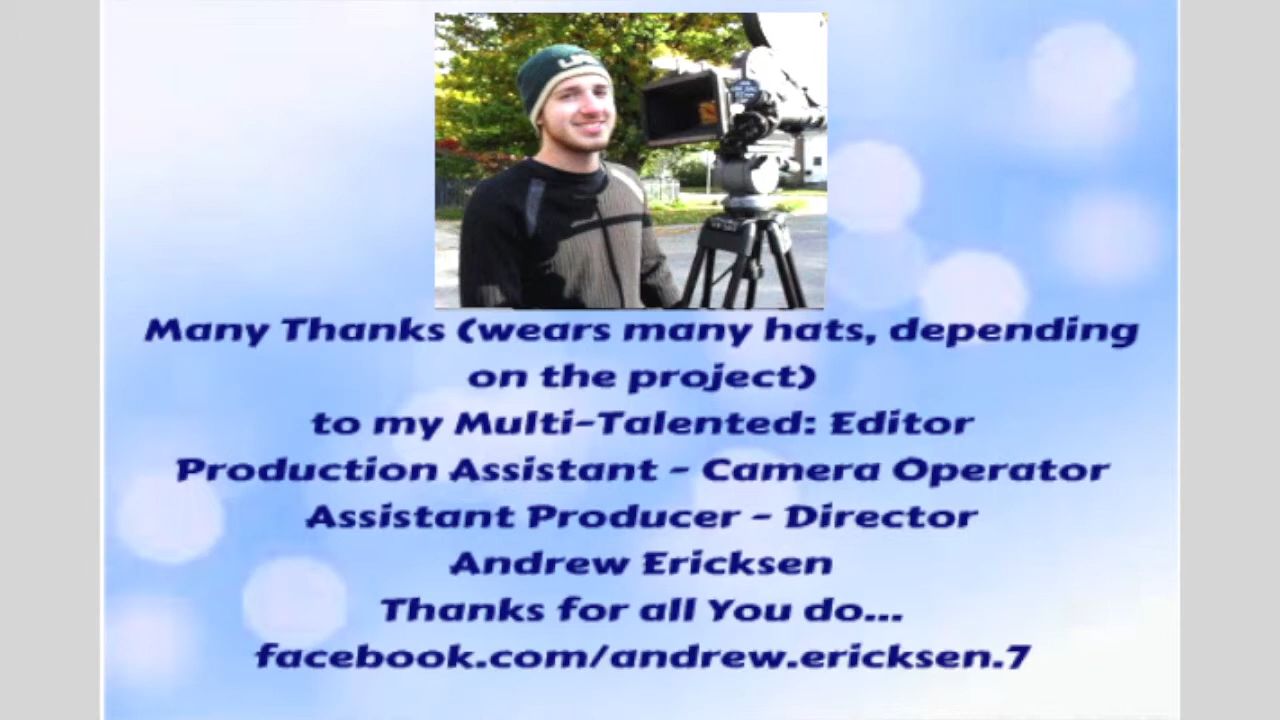 Many Thanks (wears many hats, depending
on the project)
to my Multi-Talented: Editor
Production Assistant - Camera Operator
Assistant Producer - Director
Andrew Ericksen
Thanks for all You do...
facebook.com/andrew.ericksen.7